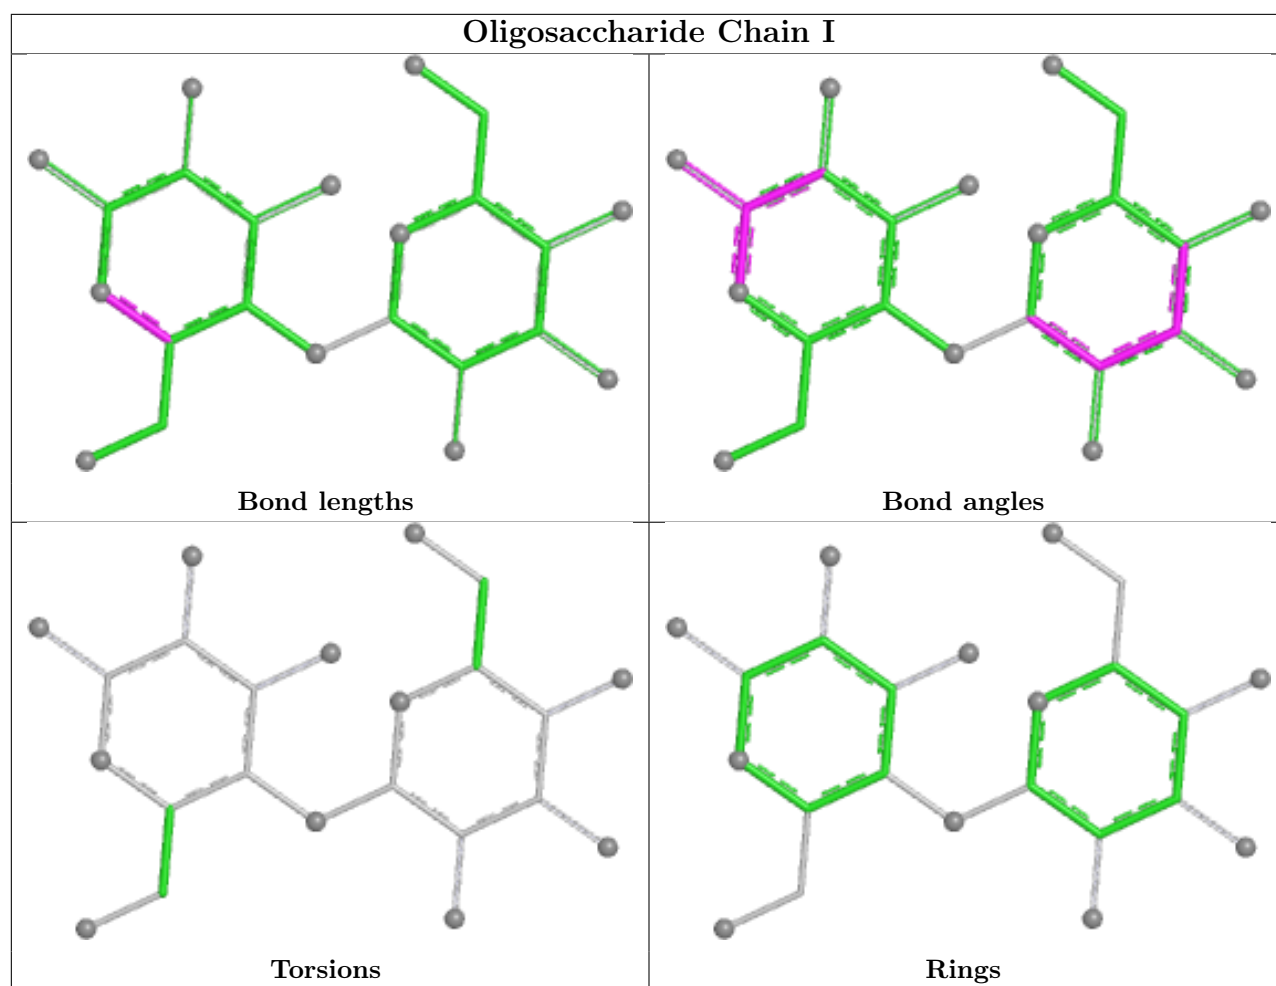 Oligosaccharide Chain I
Bond lengths
Bond angles
Torsions
Rings